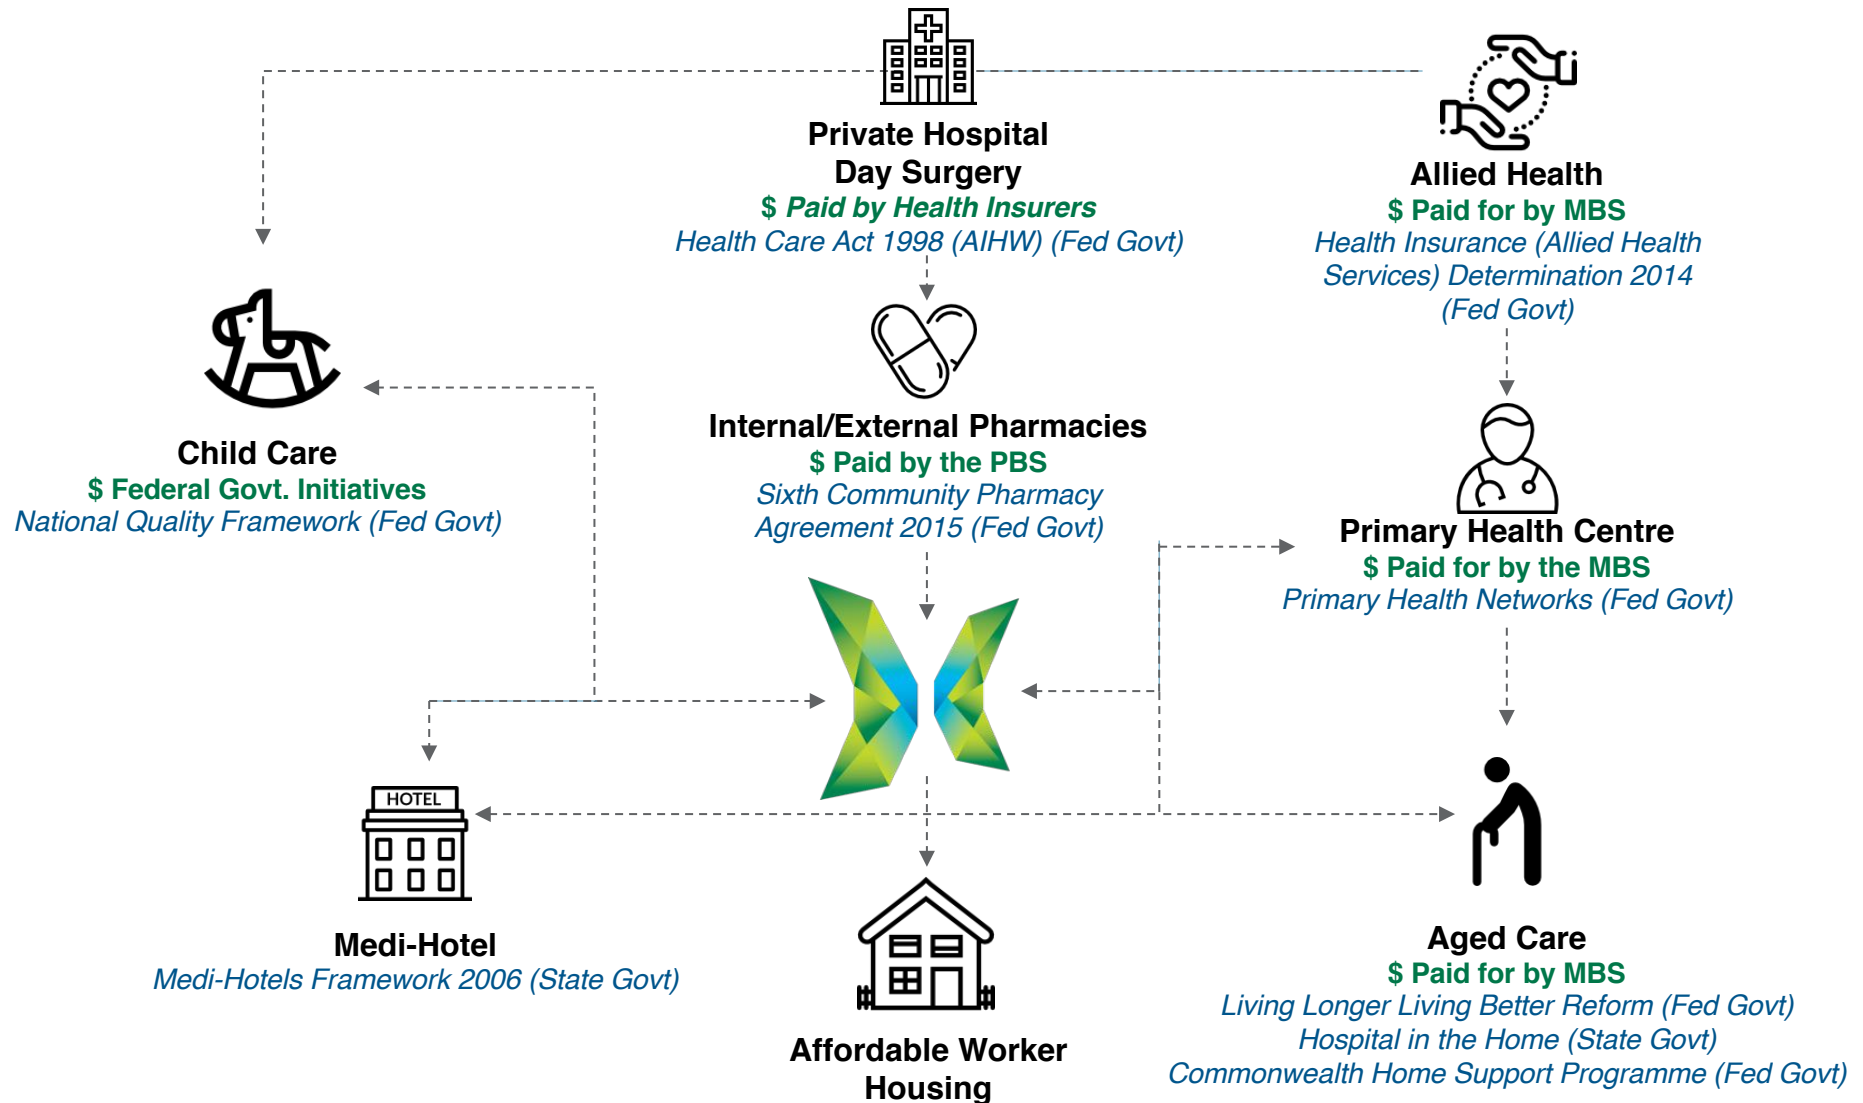 Private Hospital
Day Surgery
$ Paid by Health Insurers
Health Care Act 1998 (AIHW) (Fed Govt)
Allied Health
$ Paid for by MBS
Health Insurance (Allied Health
Services) Determination 2014
(Fed Govt)
Child Care
$ Federal Govt. Initiatives
National Quality Framework (Fed Govt)
Internal/External Pharmacies
$ Paid by the PBS
Sixth Community Pharmacy
Agreement 2015 (Fed Govt)
Primary Health Centre
$ Paid for by the MBS
Primary Health Networks (Fed Govt)
HOTEL
Medi-Hotel
Medi-Hotels Framework 2006 (State Govt)
Affordable Worker
Housing
Aged Care
$ Paid for by MBS
Living Longer Living Better Reform (Fed Govt)
Hospital in the Home (State Govt)
Commonwealth Home Support Programme (Fed Govt)